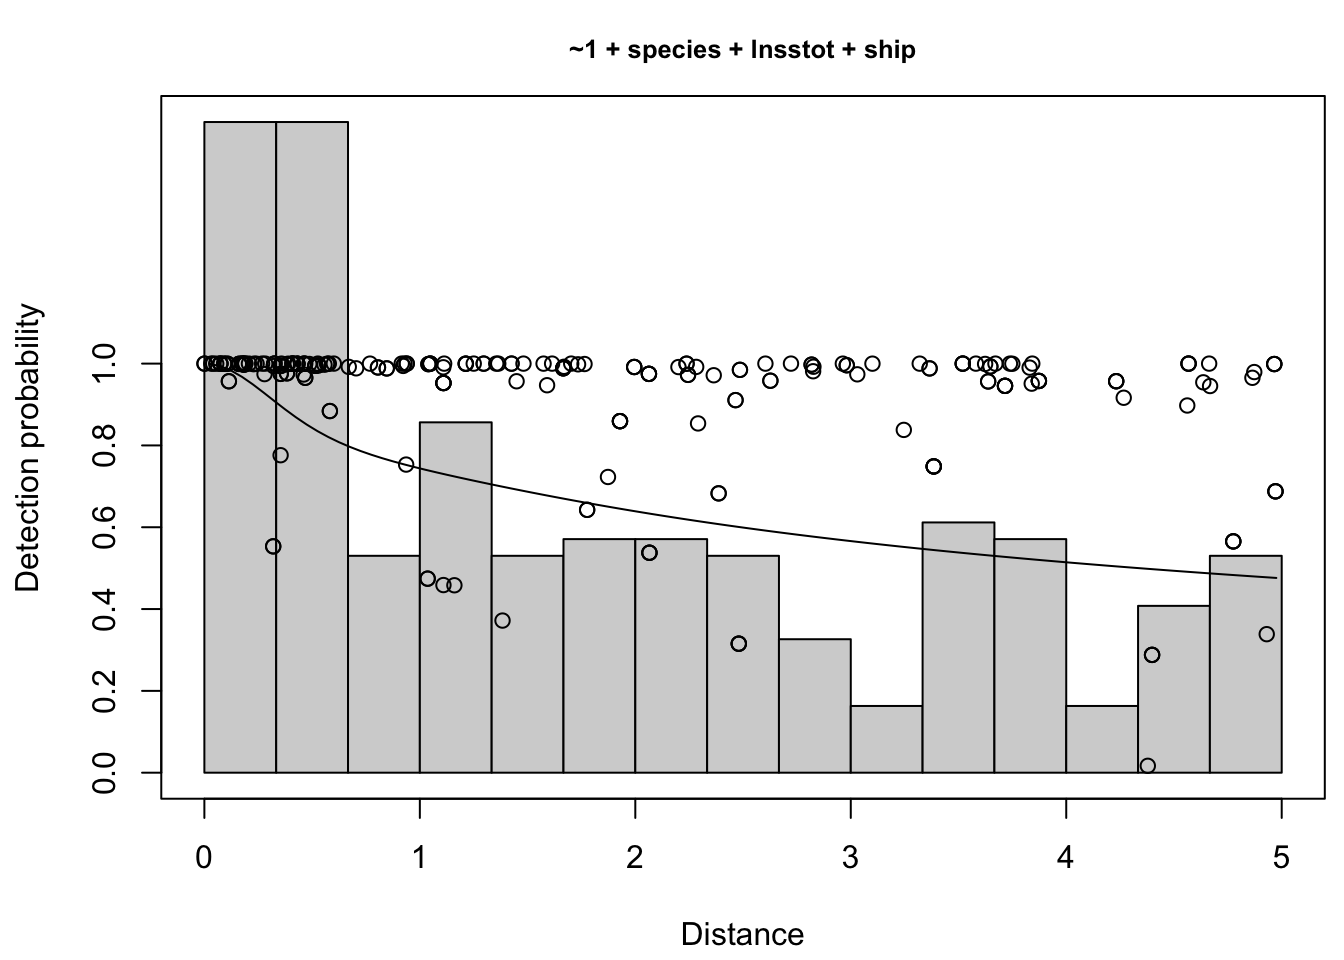 ~1 + species + lnsstot + ship
Detection probability
1.0
0.8
0.6
0.4
0.2
0.0
0 1 2 3 4 5
Distance